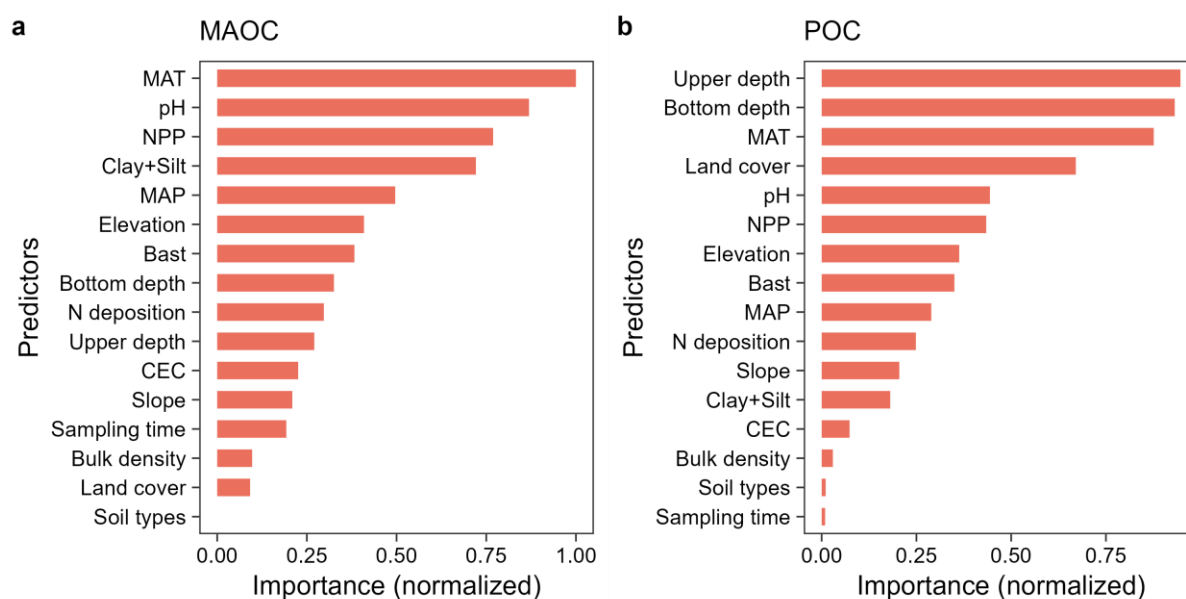 a
MAOC
Predictors
MAT
pH
NPP
Clay+Silt
MAP
Elevation
Bast
Bottom depth
N deposition
Upper depth
CEC
Slope
Sampling time
Bulk density
Land cover
Soil types
0.00 0.25 0.50 0.75 1.00
Importance (normalized)
b
POC
Predictors
Upper depth
Bottom depth
MAT
Land cover
pH
NPP
Elevation
Bast
MAP
N deposition
Slope
Clay+Silt
CEC
Bulk density
Soil types
Sampling time
0.00 0.25 0.50 0.75
Importance (normalized)